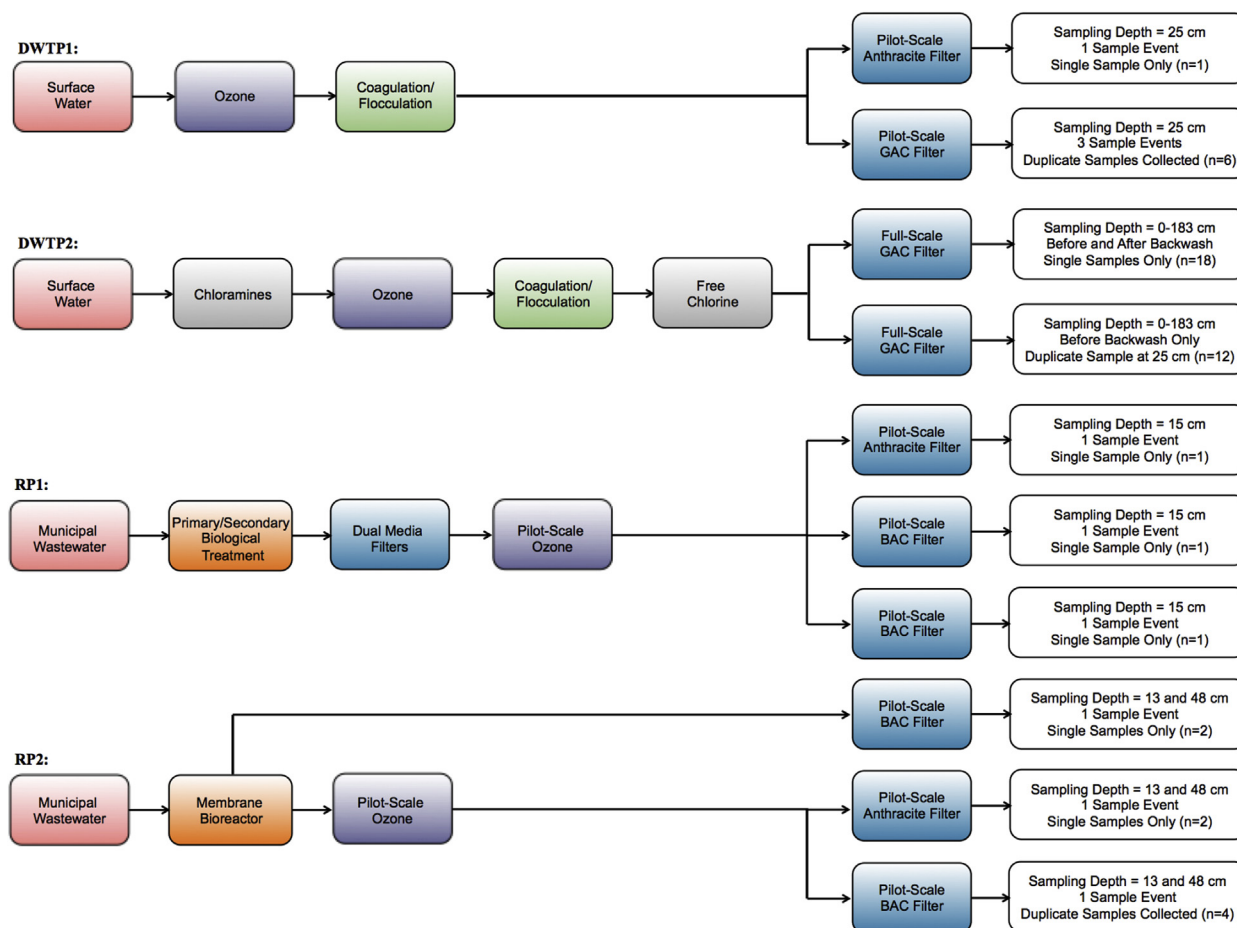 DWTP1:
Surface
Water
Ozone
Coagulation/
Flocculation
Pilot-Scale
Anthracite Filter
Sampling Depth = 25 cm
1 Sample Event
Single Sample Only (n=1)
Pilot-Scale
GAC Filter
Sampling Depth = 25 cm
3 Sample Events
Duplicate Samples Collected (n=6)
DWTP2:
Surface
Water
Chloramines
Ozone
Coagulation/
Flocculation
Free
Chlorine
Full-Scale
GAC Filter
Sampling Depth = 0-183 cm
Before and After Backwash
Single Samples Only (n=18)
Full-Scale
GAC Filter
Sampling Depth = 0-183 cm
Before Backwash Only
Duplicate Sample at 25 cm (n=12)
RP1:
Municipal
Wastewater
Primary/Secondary
Biological
Treatment
Dual Media
Filters
Pilot-Scale
Ozone
Pilot-Scale
Anthracite Filter
Sampling Depth = 15 cm
1 Sample Event
Single Sample Only (n=1)
Pilot-Scale
BAC Filter
Sampling Depth = 15 cm
1 Sample Event
Single Sample Only (n=1)
Pilot-Scale
BAC Filter
Sampling Depth = 15 cm
1 Sample Event
Single Sample Only (n=1)
RP2:
Municipal
Wastewater
Membrane
Bioreactor
Pilot-Scale
Ozone
Pilot-Scale
BAC Filter
Sampling Depth = 13 and 48 cm
1 Sample Event
Single Samples Only (n=2)
Pilot-Scale
Anthracite Filter
Sampling Depth = 13 and 48 cm
1 Sample Event
Single Samples Only (n=2)
Pilot-Scale
BAC Filter
Sampling Depth = 13 and 48 cm
1 Sample Event
Duplicate Samples Collected (n=4)